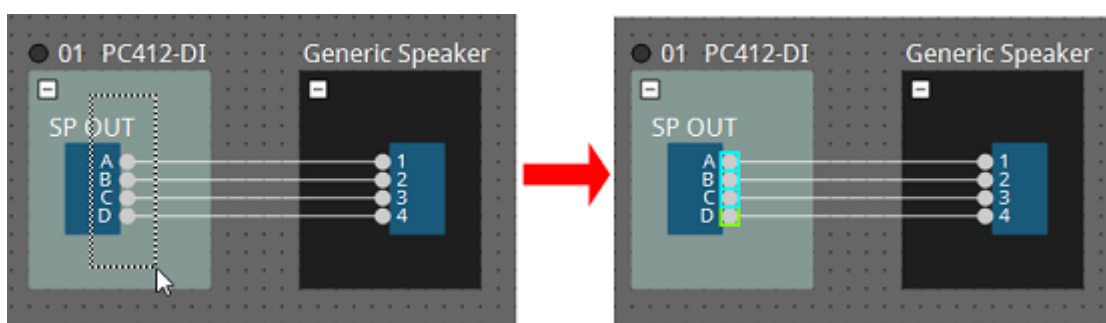 01 PC412-DI
Generic Speaker
SP OUT
A
B
C
D
1
2
3
4
01 PC412-DI
Generic Speaker
SP OUT
A
B
C
D
1
2
3
4